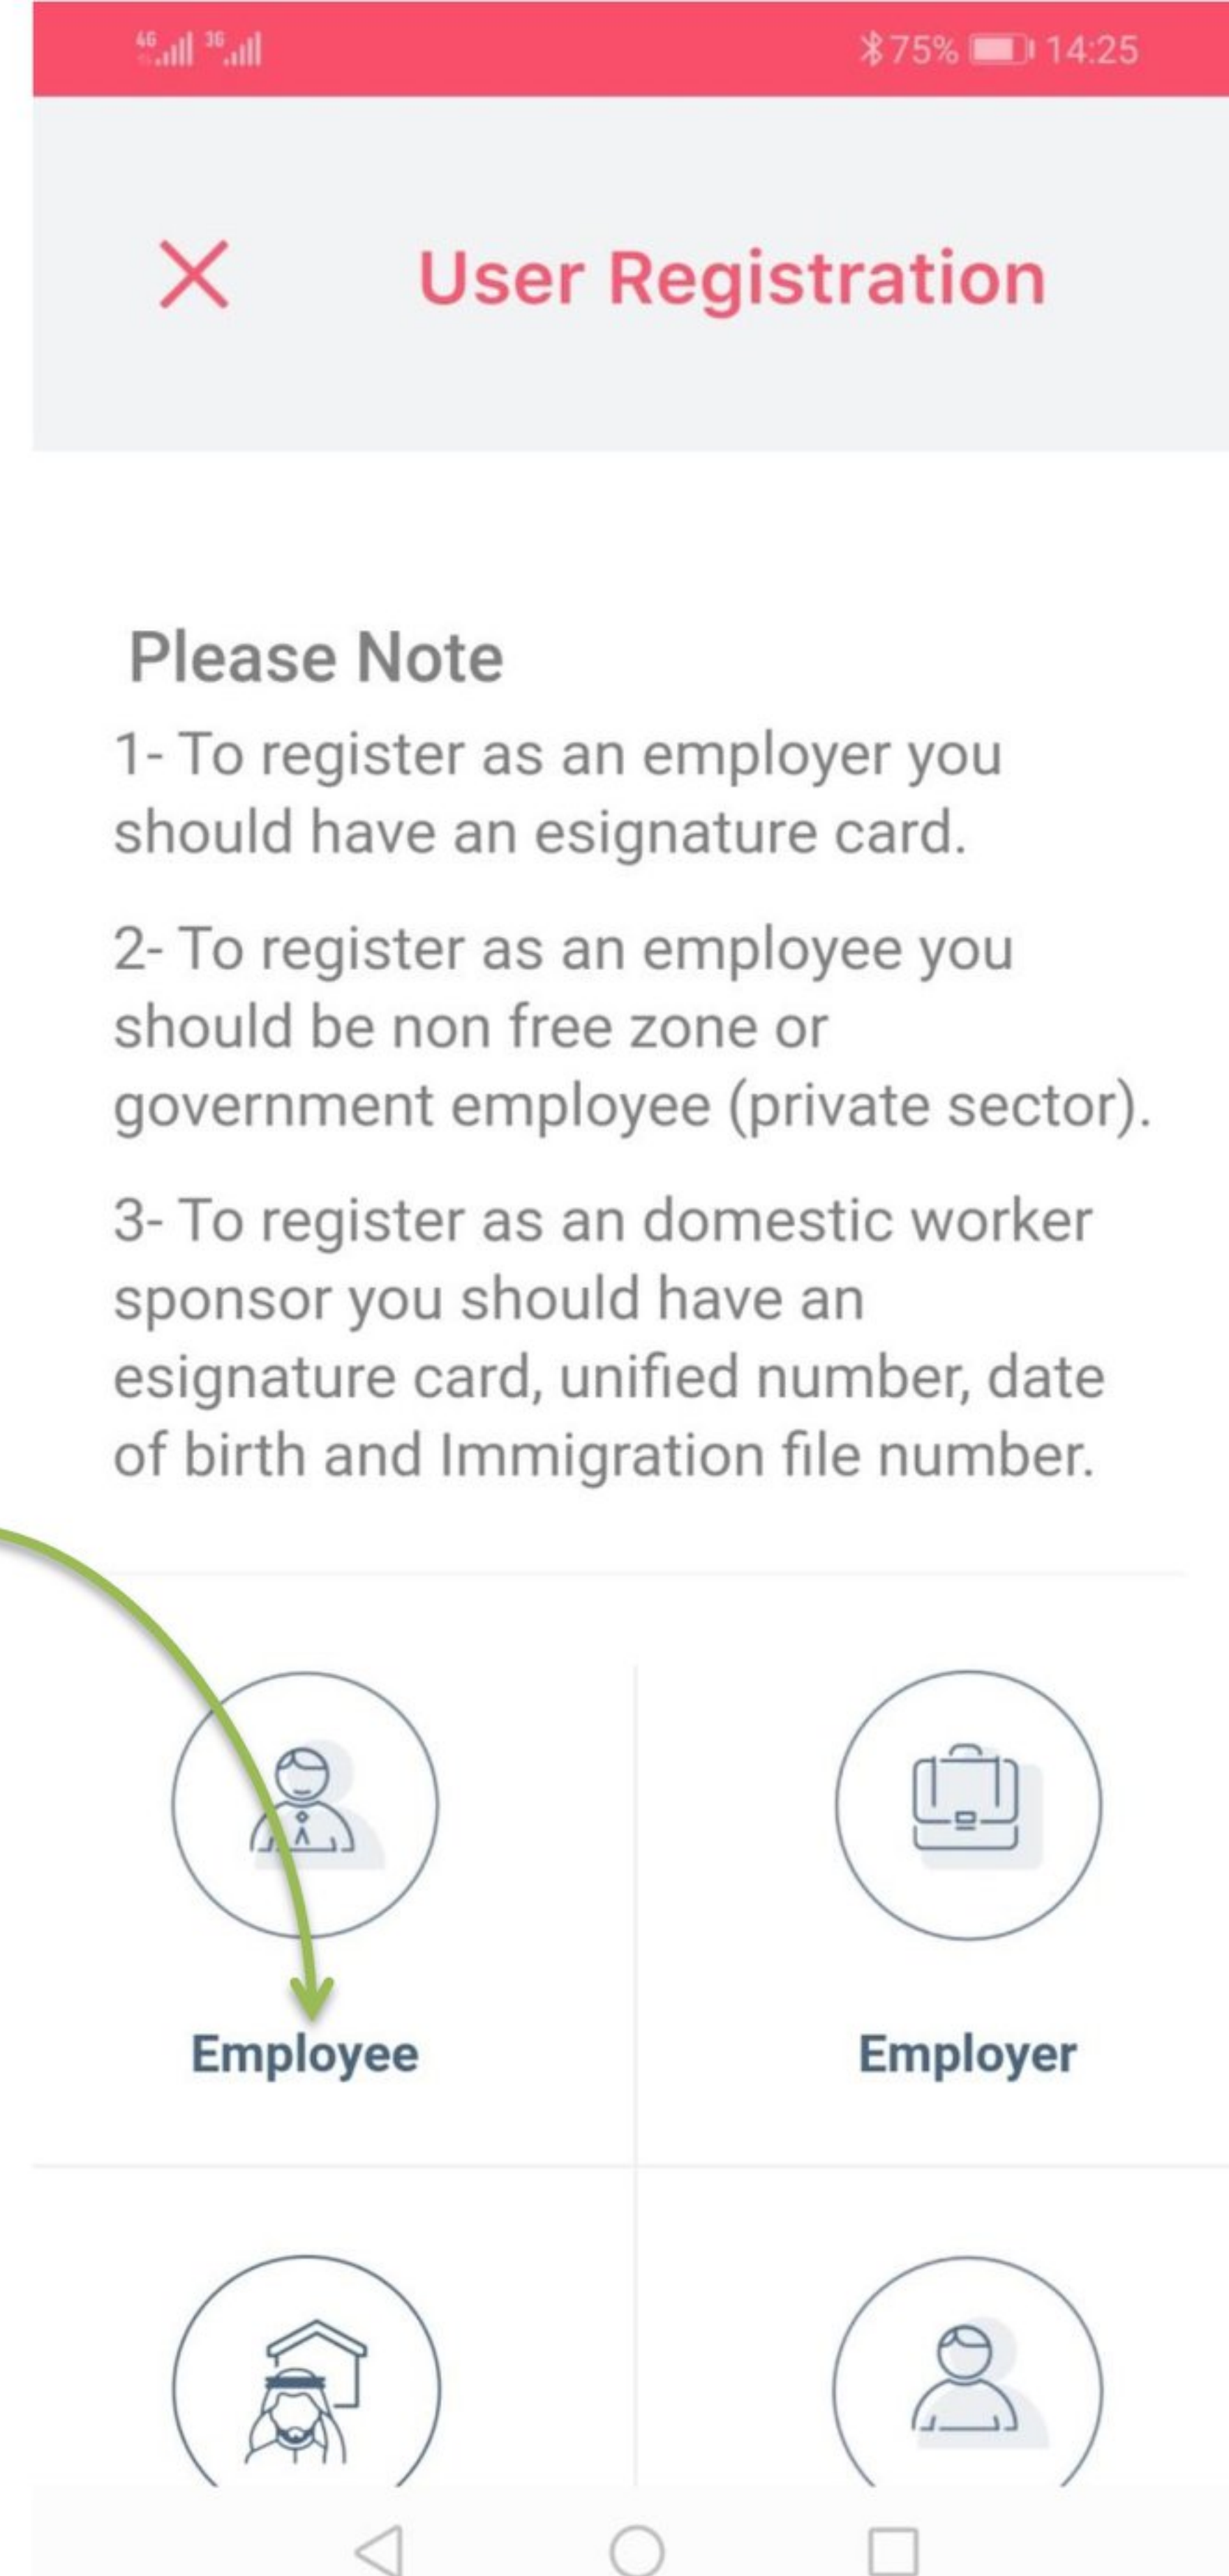 4G 3G 75% 14:25
User Registration
Please Note
1- To register as an employer you
should have an esignature card.
2- To register as an employee you
should be non free zone or
government employee (private sector).
3- To register as an domestic worker
sponsor you should have an
esignature card, unified number, date
of birth and Immigration file number.
Employee Employer